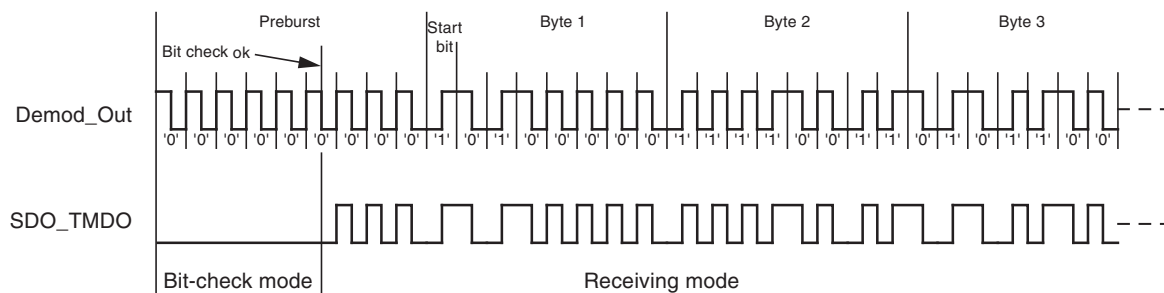 Preburst
Start
bit
Byte 1
Byte 2
Byte 3
Bit check ok
Demod_Out
'0' '0' '0' '0' '0' '0' '0' '0' '0' '1' '0' '1' '0' '0' '0' '0' '0' '1' '1' '1' '1' '0' '0' '1' '1' '0' '1' '0' '1' '1' '0' '0'
SDO_TMDO
Bit-check mode
Receiving mode